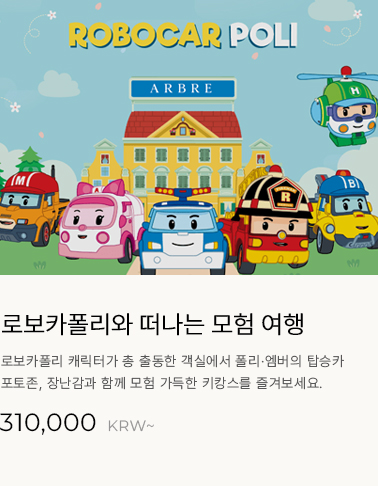 ROBOCAR POLI
ARBRE
H
M
A
R
B
로보카폴리와 떠나는 모험 여행
로보카폴리 캐릭터가 총 출동한 객실에서 폴리·엠버의 탑승카
포토존, 장난감과 함께 모험 가득한 키캉스를 즐겨보세요.
310,000 KRW~